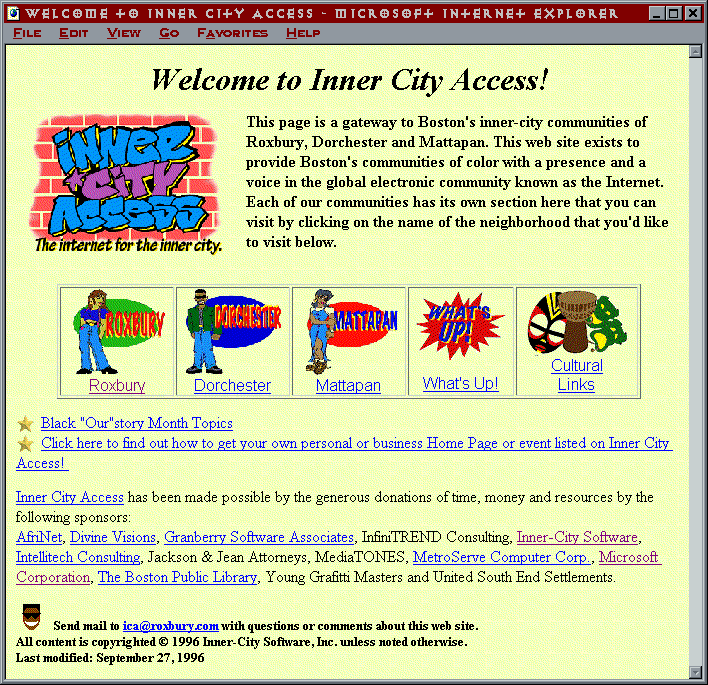 Welcome to Inner City Access - Microsoft Internet Explorer
File Edit View Go Favorites Help
Welcome to Inner City Access!
INNER
CITY
ACCESS
The internet for the inner city.
This page is a gateway to Boston's inner-city communities of
Roxbury, Dorchester and Mattapan. This web site exists to
provide Boston's communities of color with a presence and a
voice in the global electronic community known as the Internet.
Each of our communities has its own section here that you can
visit by clicking on the name of the neighborhood that you'd like
to visit below.
ROXBURY DORCHESTER MATTAPAN WHAT'S UP!
Roxbury Dorchester Mattapan What's Up! Cultural
Links
Black "Our"story Month Topics
Click here to find out how to get your own personal or business Home Page or event listed on Inner City
Access!
Inner City Access has been made possible by the generous donations of time, money and resources by the
following sponsors:
AfriNet, Divine Visions, Granberry Software Associates, InfiniTREND Consulting, Inner-City Software,
Intellitech Consulting, Jackson & Jean Attorneys, MediaTONES, MetroServe Computer Corp., Microsoft
Corporation, The Boston Public Library, Young Grafitti Masters and United South End Settlements.
Send mail to ica@roxbury.com with questions or comments about this web site.
All content is copyrighted © 1996 Inner-City Software, Inc. unless noted otherwise.
Last modified: September 27, 1996